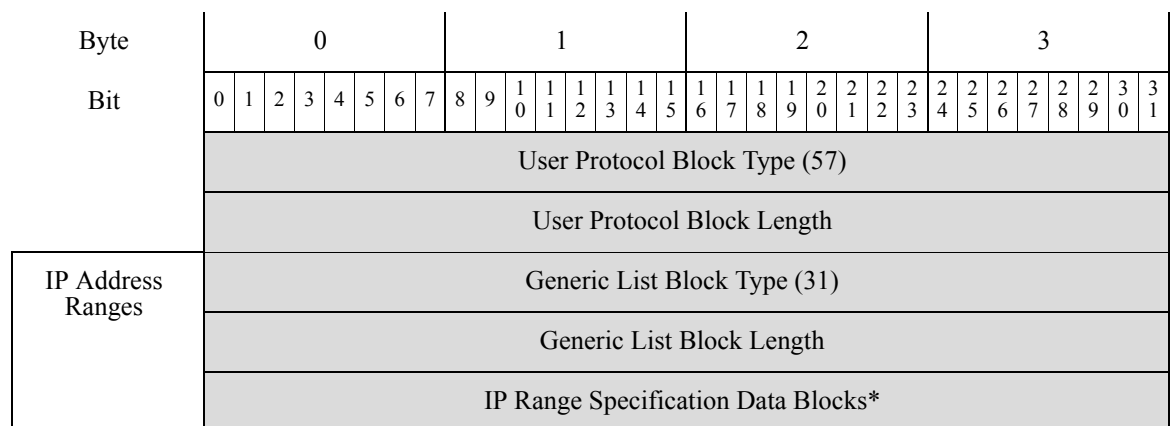 Byte 0 1 2 3
Bit 0 1 2 3 4 5 6 7 8 9 10 11 12 13 14 15 16 17 18 19 20 21 22 23 24 25 26 27 28 29 30 31
User Protocol Block Type (57)
User Protocol Block Length
IP Address
Ranges
Generic List Block Type (31)
Generic List Block Length
IP Range Specification Data Blocks*